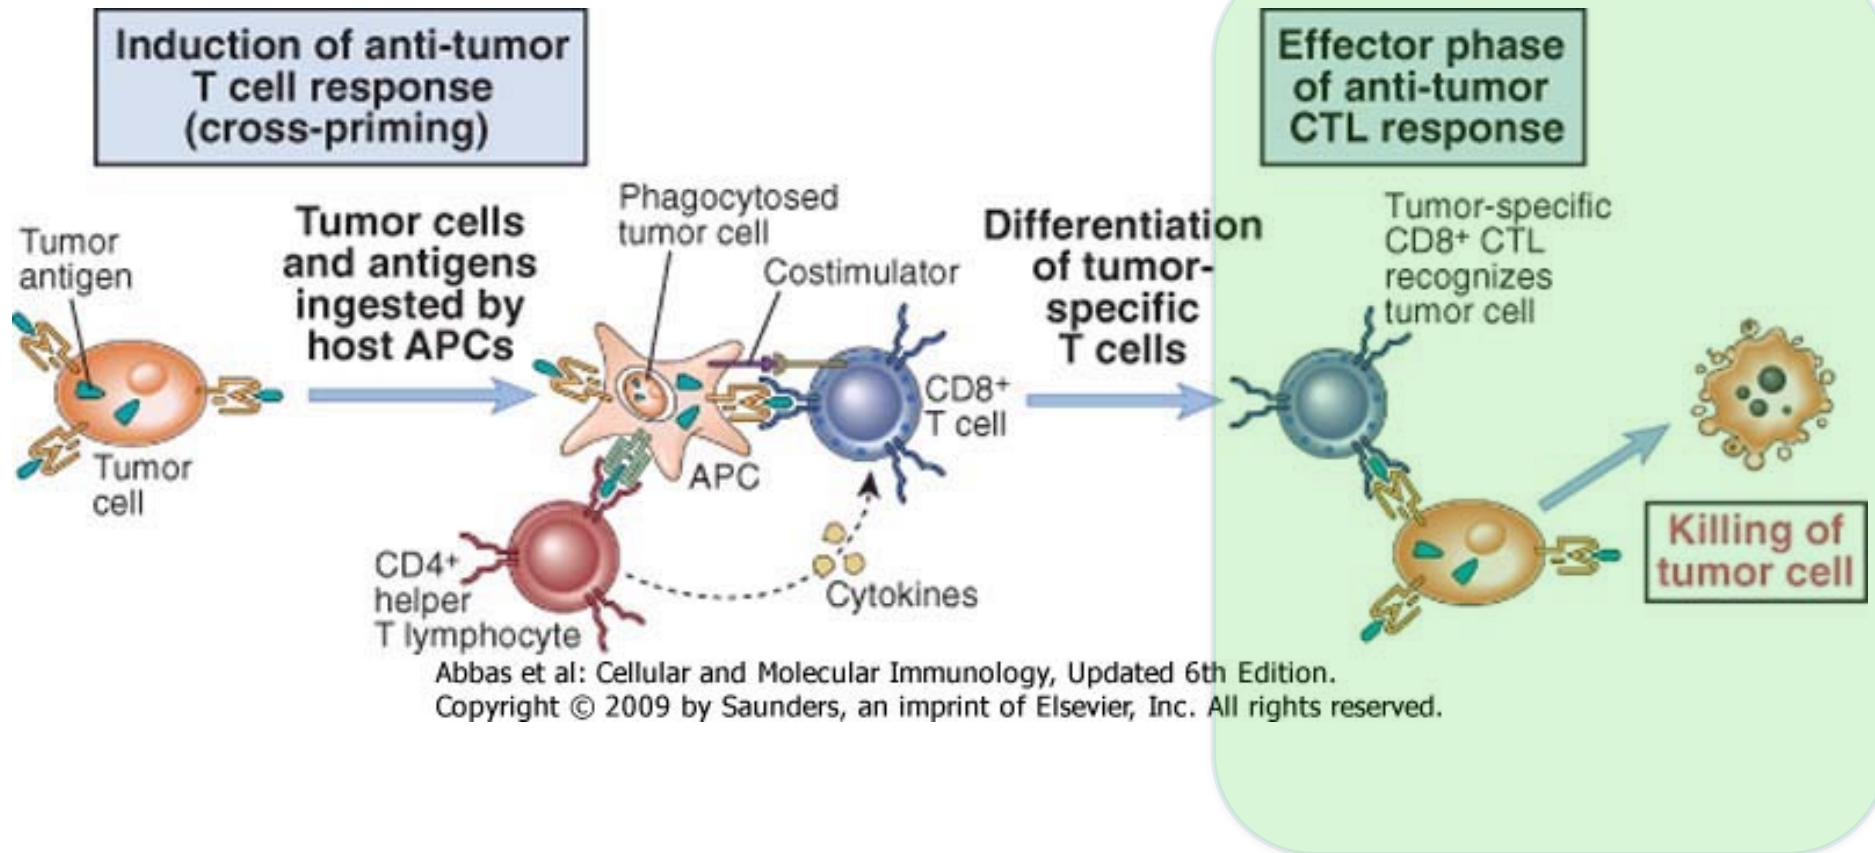 Induction of anti-tumor
T cell response
(cross-priming)
Effector phase
of anti-tumor
CTL response
Tumor
antigen
Tumor cells
and antigens
ingested by
host APCs
Phagocytosed
tumor cell
Costimulator
Differentiation
of tumor-
specific
T cells
Tumor-specific
CD8+ CTL
recognizes
tumor cell
Tumor
cell
APC
CD8+
T cell
CD4+
helper
T lymphocyte
Cytokines
Killing of
tumor cell
Abbas et al: Cellular and Molecular Immunology, Updated 6th Edition.
Copyright © 2009 by Saunders, an imprint of Elsevier, Inc. All rights reserved.